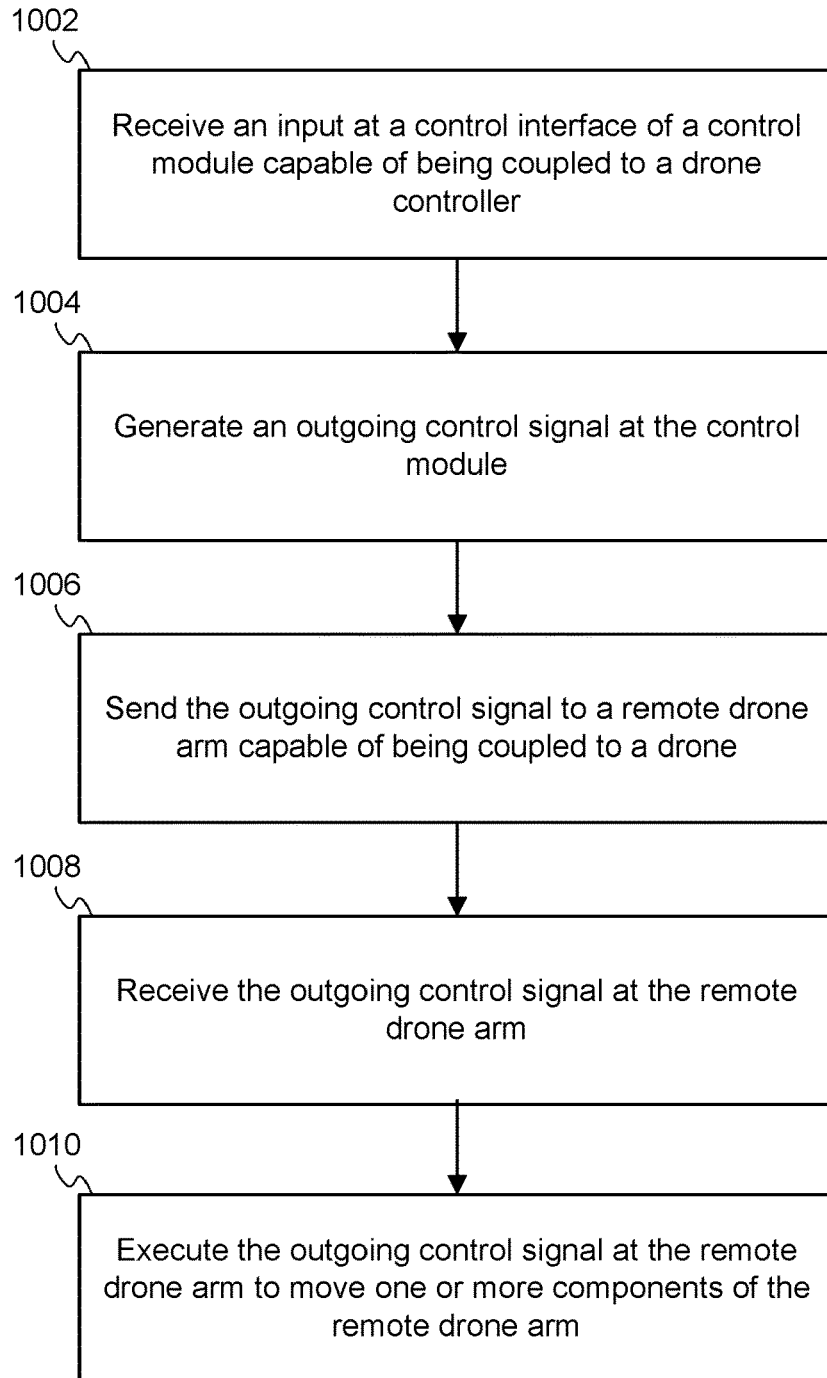 1002
Receive an input at a control interface of a control
module capable of being coupled to a drone
controller
1004
Generate an outgoing control signal at the control
module
1006
Send the outgoing control signal to a remote drone
arm capable of being coupled to a drone
1008
Receive the outgoing control signal at the remote
drone arm
1010
Execute the outgoing control signal at the remote
drone arm to move one or more components of the
remote drone arm